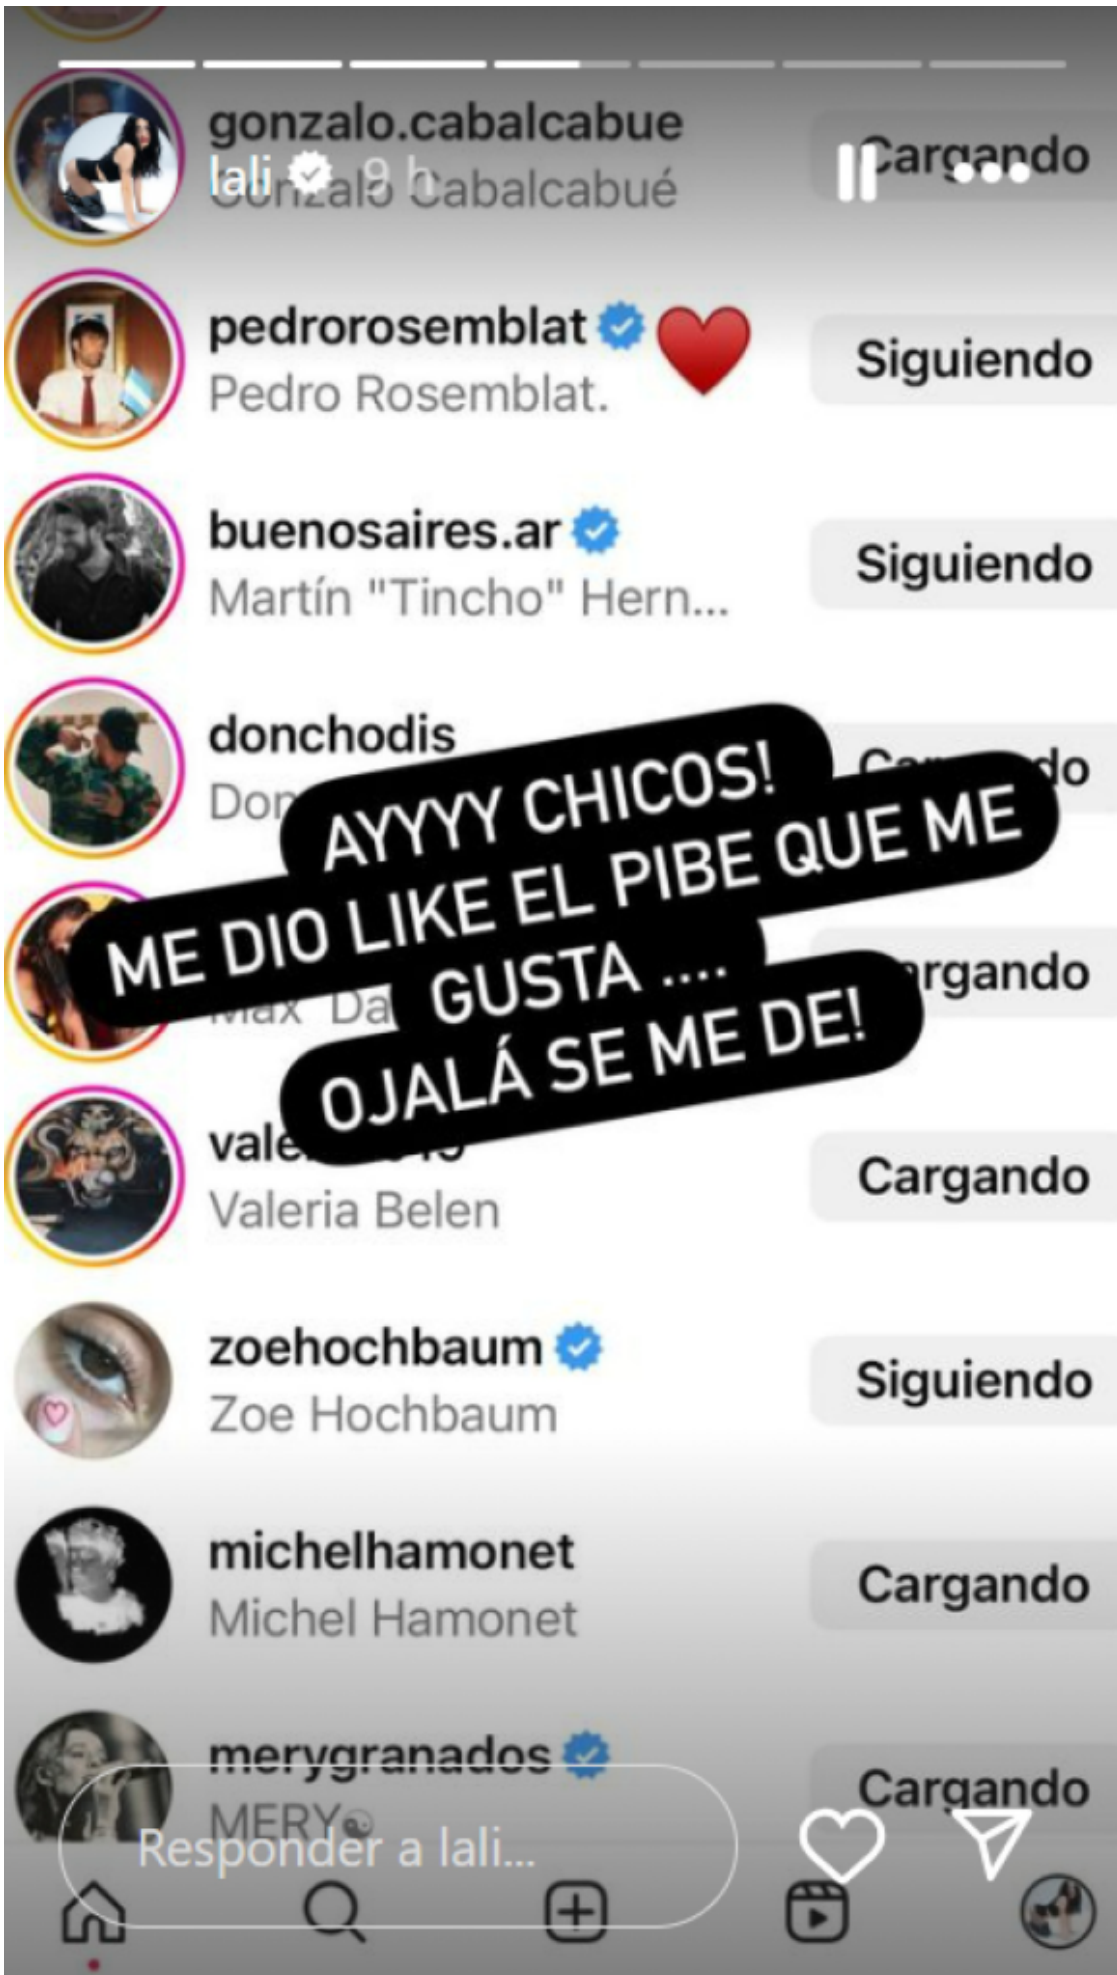 gonzalo.cabalcabue
Cargando
lali 9 h
Gonzalo Cabalcabué
pedrorosemblat
Siguiendo
Pedro Rosemblat.
buenosaires.ar
Siguiendo
Martín "Tincho" Hern...
donchodis
AYYYY CHICOS!
ME DIO LIKE EL PIBE QUE ME
GUSTA ....
OJALÁ SE ME DE!
Cargando
Valeria Belen
zoehochbaum
Siguiendo
Zoe Hochbaum
michelhamonet
Cargando
Michel Hamonet
merygranados
Cargando
MERY
Responder a lali...